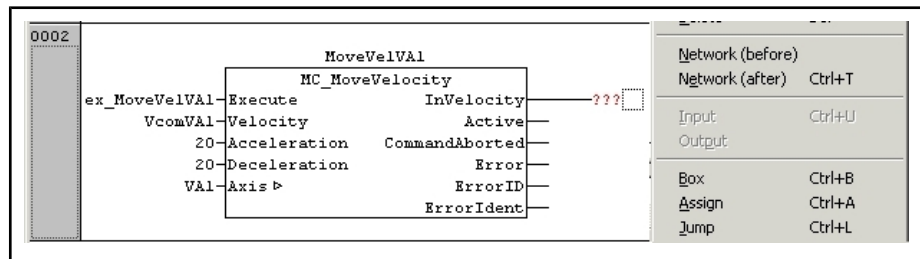 0002
MoveVelVA1
MC_MoveVelocity
ex_MoveVelVA1 Execute InVelocity ???
VcomVA1 Velocity Active
20 Acceleration CommandAborted
20 Deceleration Error
VA1 Axis ▷ ErrorID
ErrorIdent
Network (before)
Network (after) Ctrl+T
Input Ctrl+U
Output
Box Ctrl+B
Assign Ctrl+A
Jump Ctrl+L